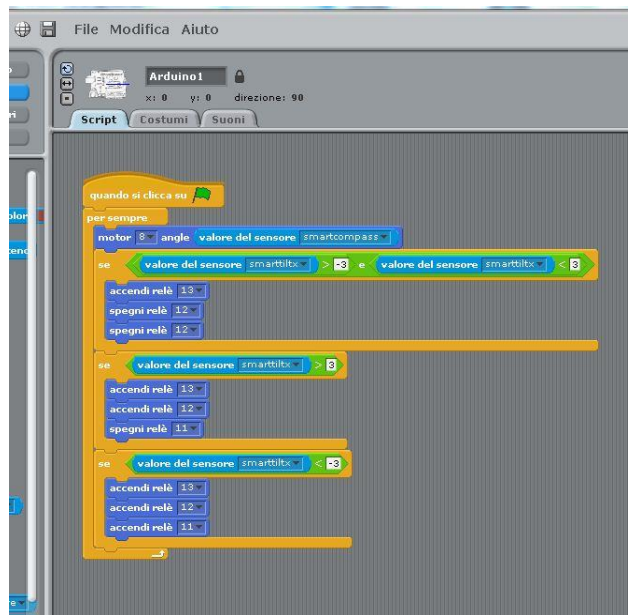 File Modifica Aiuto
Arduino1
x: 0 y: 0 direzione: 90
Script Costumi Suoni
quando si clicca su
per sempre
motor 8 angle valore del sensore smartcompass
se valore del sensore smarttiltx > -3 e valore del sensore smarttiltx < 3
accendi relè 13
spegni relè 12
spegni relè 12
se valore del sensore smarttiltx > 3
accendi relè 13
accendi relè 12
spegni relè 11
se valore del sensore smarttiltx < -3
accendi relè 13
accendi relè 12
accendi relè 11